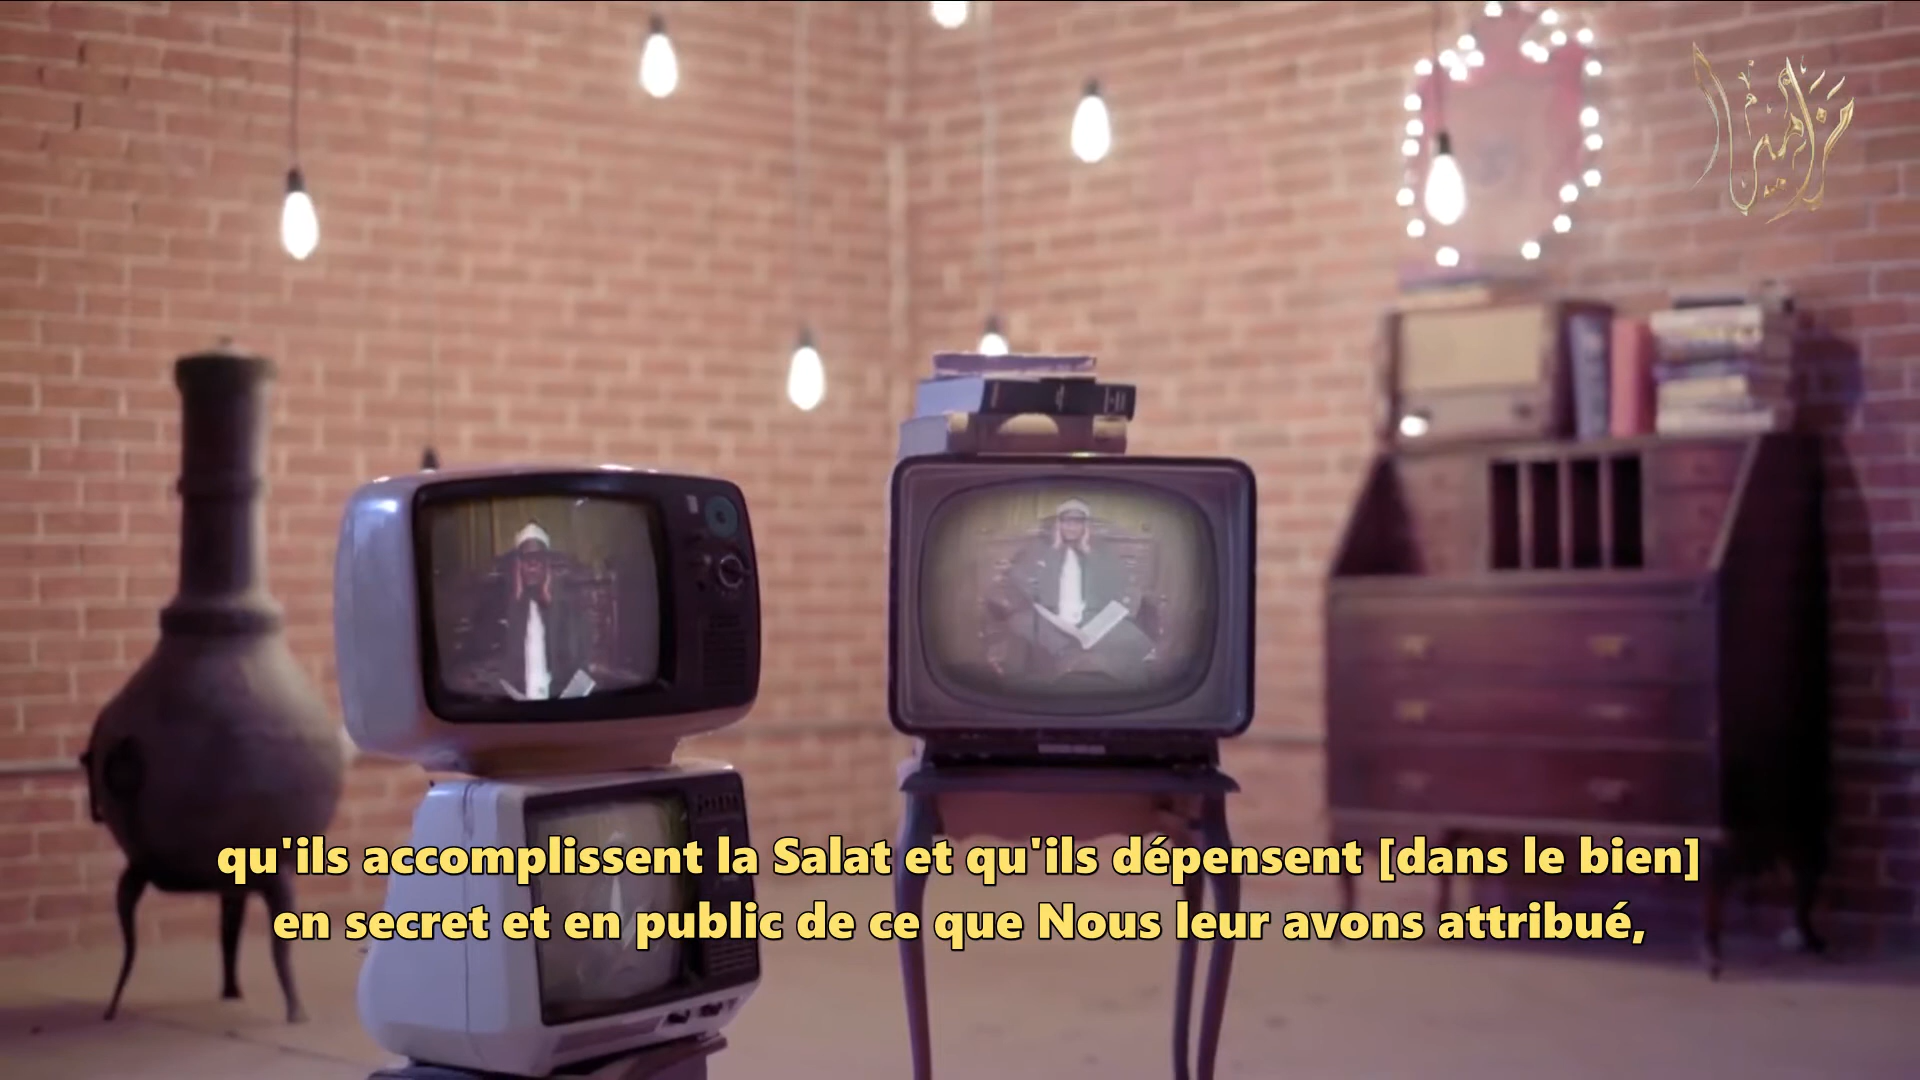 qu'ils accomplissent la Salat et qu'ils dépensent [dans le bien]
en secret et en public de ce que Nous leur avons attribué,